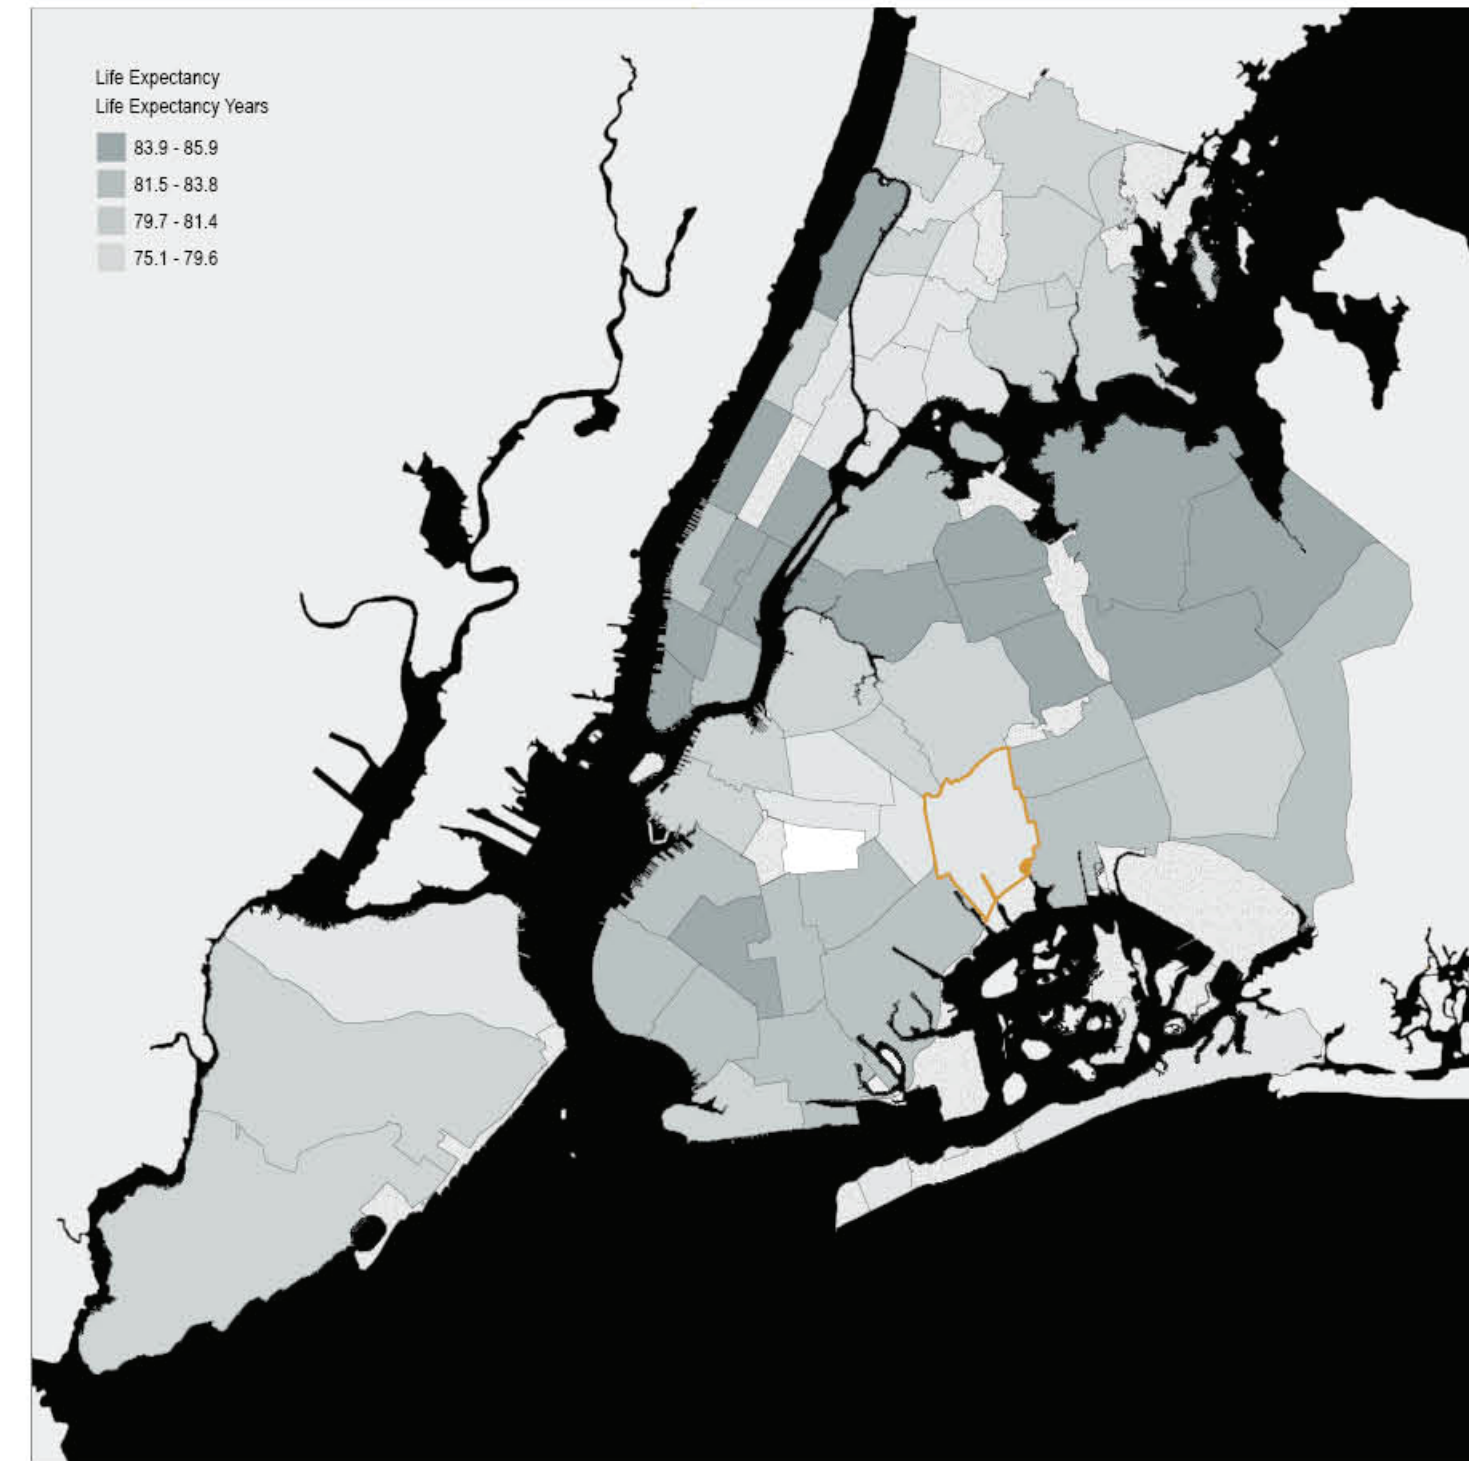 Life Expectancy
Life Expectancy Years
83.9 - 85.9
81.5 - 83.8
79.7 - 81.4
75.1 - 79.6